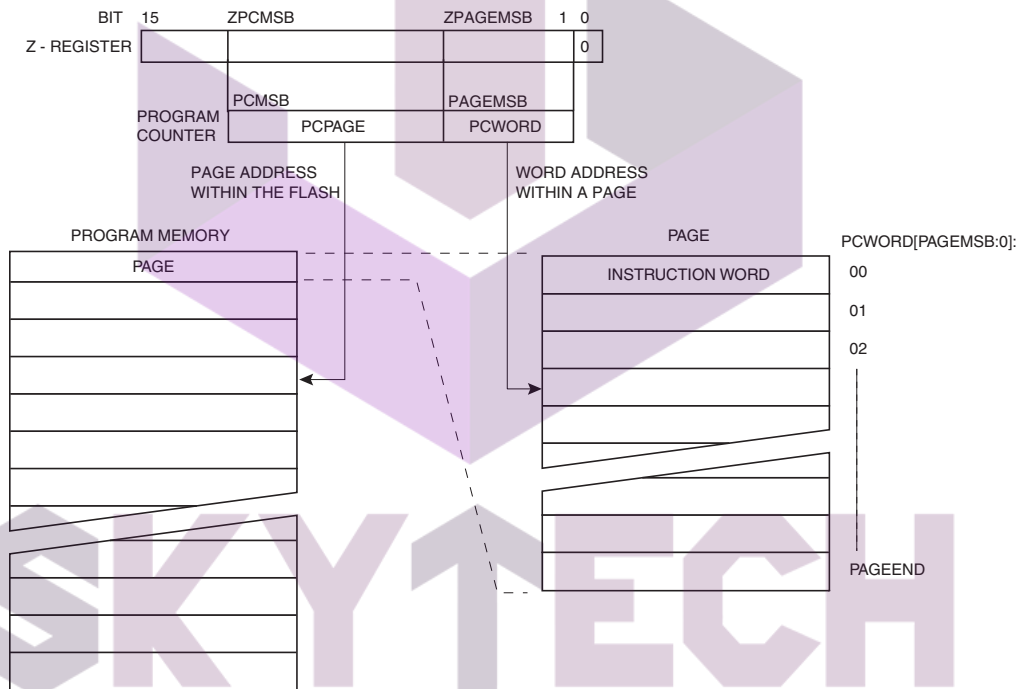 BIT 15 ZPCMSB ZPAGEMSB 1 0
Z - REGISTER 0
PCMSB PAGEMSB
PROGRAM
COUNTER
PCPAGE PCWORD
PAGE ADDRESS
WITHIN THE FLASH
WORD ADDRESS
WITHIN A PAGE
PROGRAM MEMORY
PAGE
PAGE
INSTRUCTION WORD
PCWORD[PAGEMSB:0]:
00
01
02
PAGEEND
SKYTECH